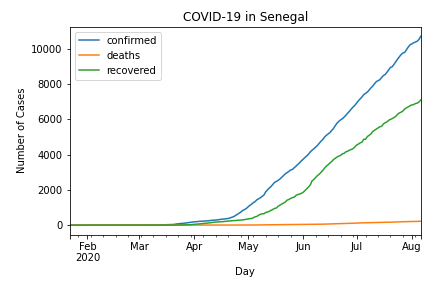 COVID-19 in Senegal
confirmed
deaths
recovered
Number of Cases
10000
8000
6000
4000
2000
0
Feb Mar Apr May Jun Jul Aug
2020
Day